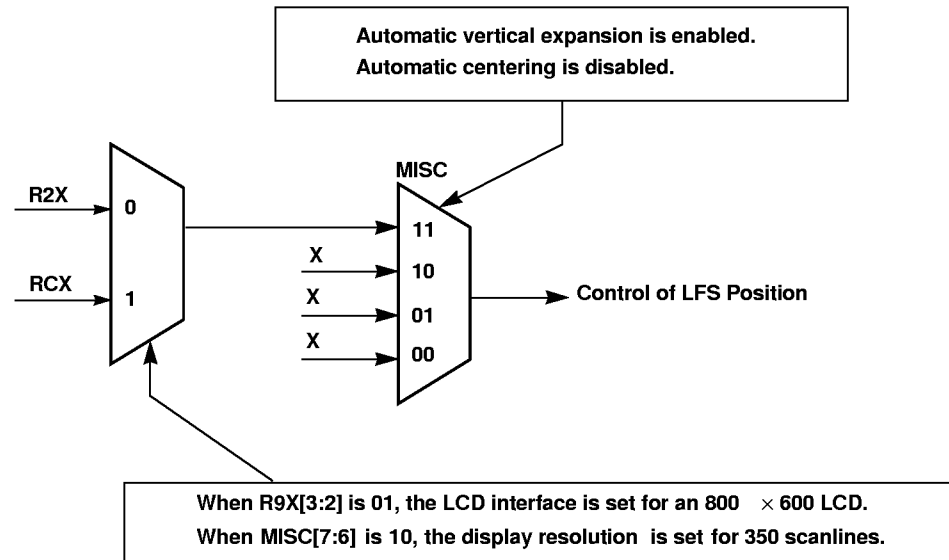 Automatic vertical expansion is enabled.
Automatic centering is disabled.
MISC
R2X
0
11
X
10
RCX
1
X
01
Control of LFS Position
X
00
When R9X[3:2] is 01, the LCD interface is set for an 800 × 600 LCD.
When MISC[7:6] is 10, the display resolution is set for 350 scanlines.